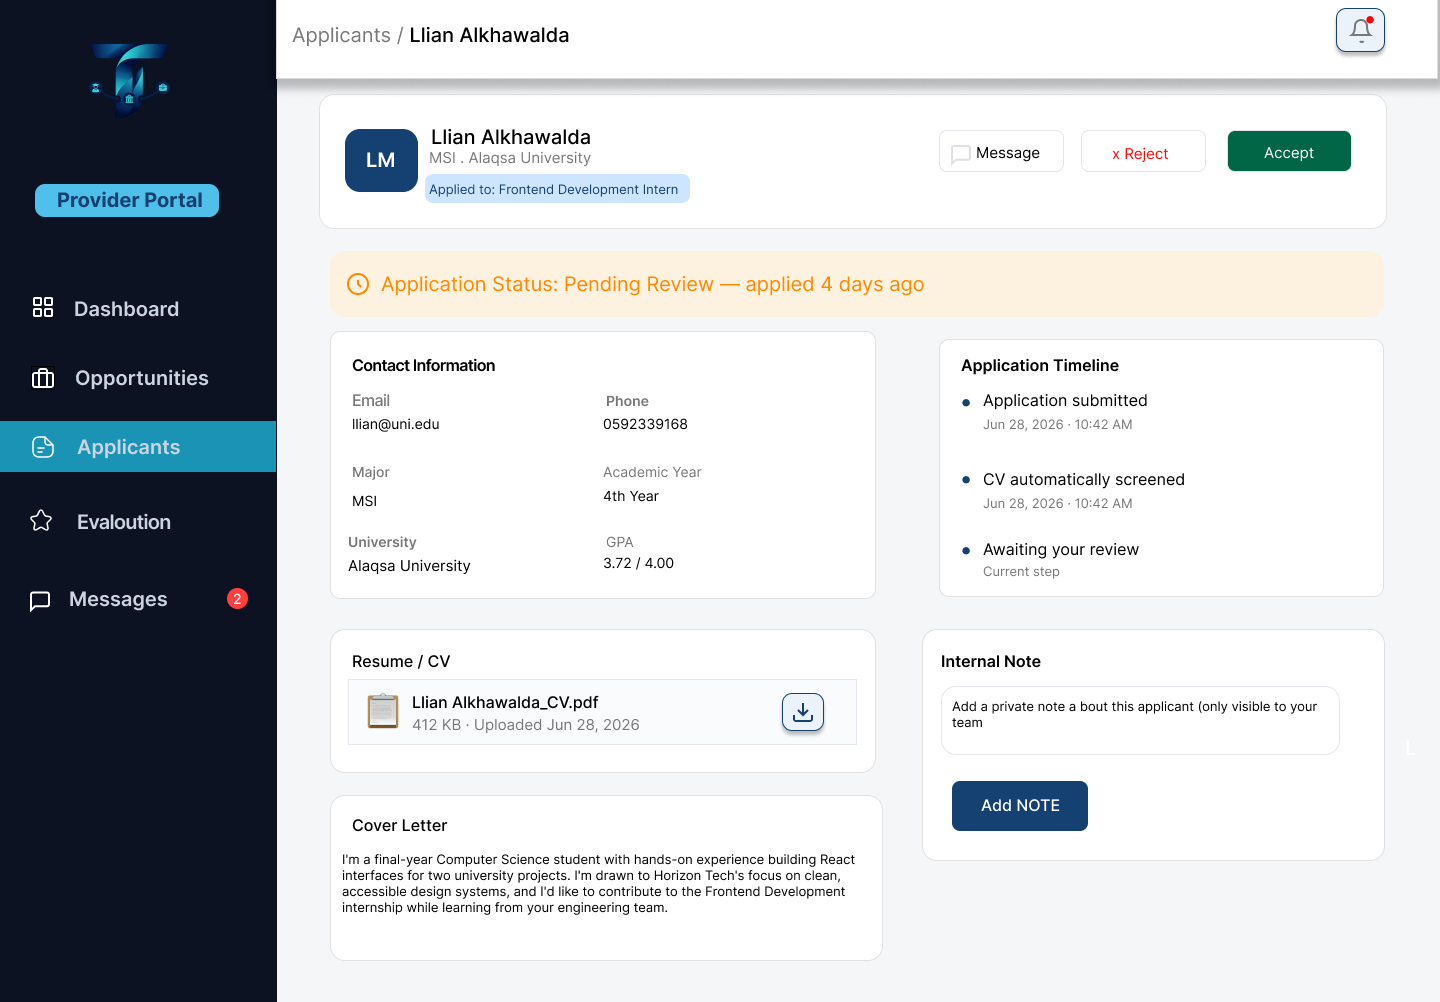 Applicants / Llian Alkhawalda
Provider Portal
Dashboard
Opportunities
Applicants
Evaloution
Messages 2
LM
Llian Alkhawalda
MSI . Alaqsa University
Applied to: Frontend Development Intern
Message
x Reject
Accept
Application Status: Pending Review — applied 4 days ago
Contact Information
Email
Phone
llian@uni.edu
0592339168
Major
Academic Year
MSI
4th Year
University
GPA
Alaqsa University
3.72 / 4.00
Application Timeline
Application submitted
Jun 28, 2026 · 10:42 AM
CV automatically screened
Jun 28, 2026 · 10:42 AM
Awaiting your review
Current step
Resume / CV
Llian Alkhawalda_CV.pdf
412 KB · Uploaded Jun 28, 2026
Internal Note
Add a private note a bout this applicant (only visible to your
team
Add NOTE
L
Cover Letter
I'm a final-year Computer Science student with hands-on experience building React
interfaces for two university projects. I'm drawn to Horizon Tech's focus on clean,
accessible design systems, and I'd like to contribute to the Frontend Development
internship while learning from your engineering team.